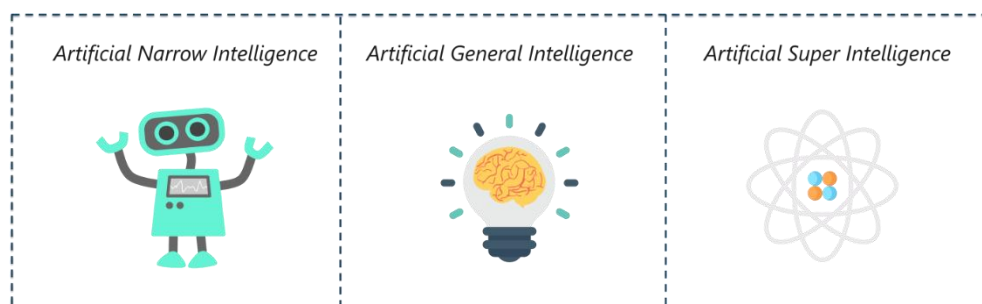 Artificial Narrow Intelligence
Artificial General Intelligence
Artificial Super Intelligence